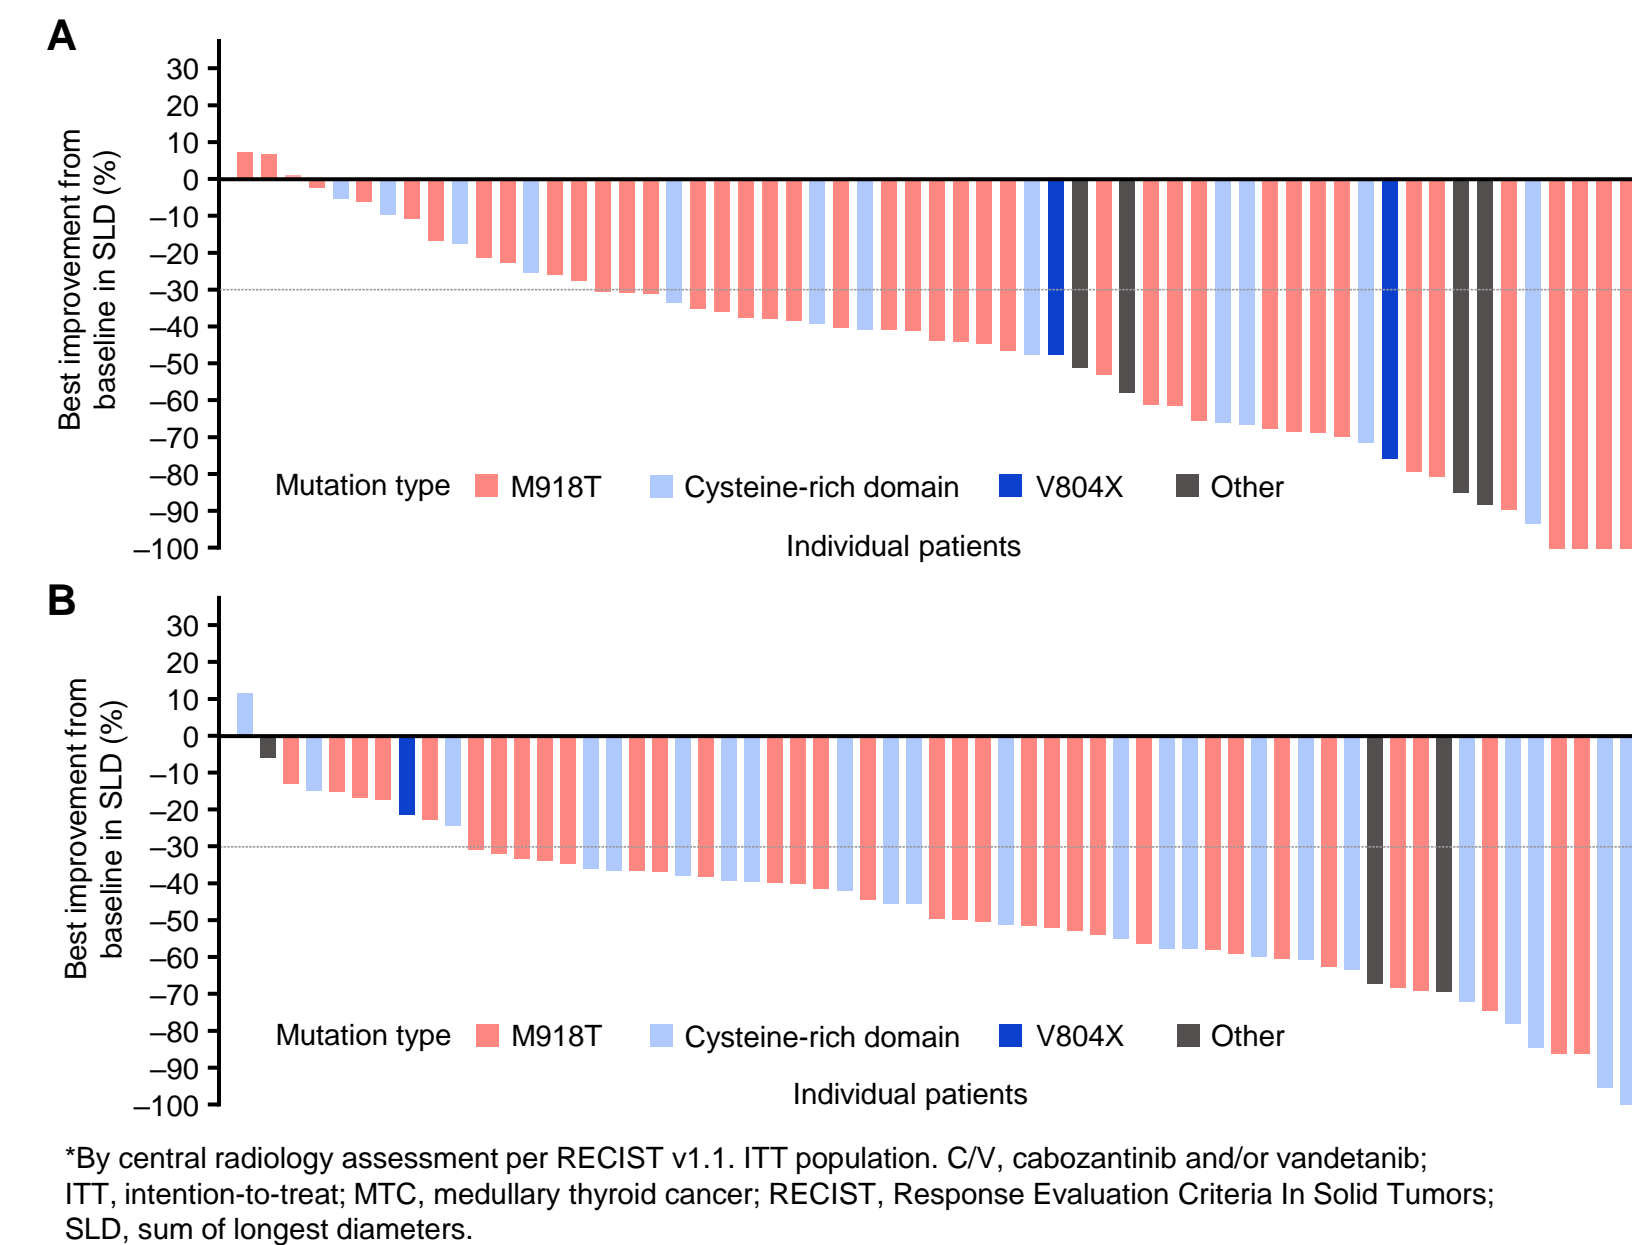 A
30
20
10
0
–10
–20
–30
–40
–50
–60
–70
–80
–90
–100
Best improvement from
baseline in SLD (%)
Mutation type M918T Cysteine-rich domain V804X Other
Individual patients
B
30
20
10
0
–10
–20
–30
–40
–50
–60
–70
–80
–90
–100
Best improvement from
baseline in SLD (%)
Mutation type M918T Cysteine-rich domain V804X Other
Individual patients
*By central radiology assessment per RECIST v1.1. ITT population. C/V, cabozantinib and/or vandetanib;
ITT, intention-to-treat; MTC, medullary thyroid cancer; RECIST, Response Evaluation Criteria In Solid Tumors;
SLD, sum of longest diameters.